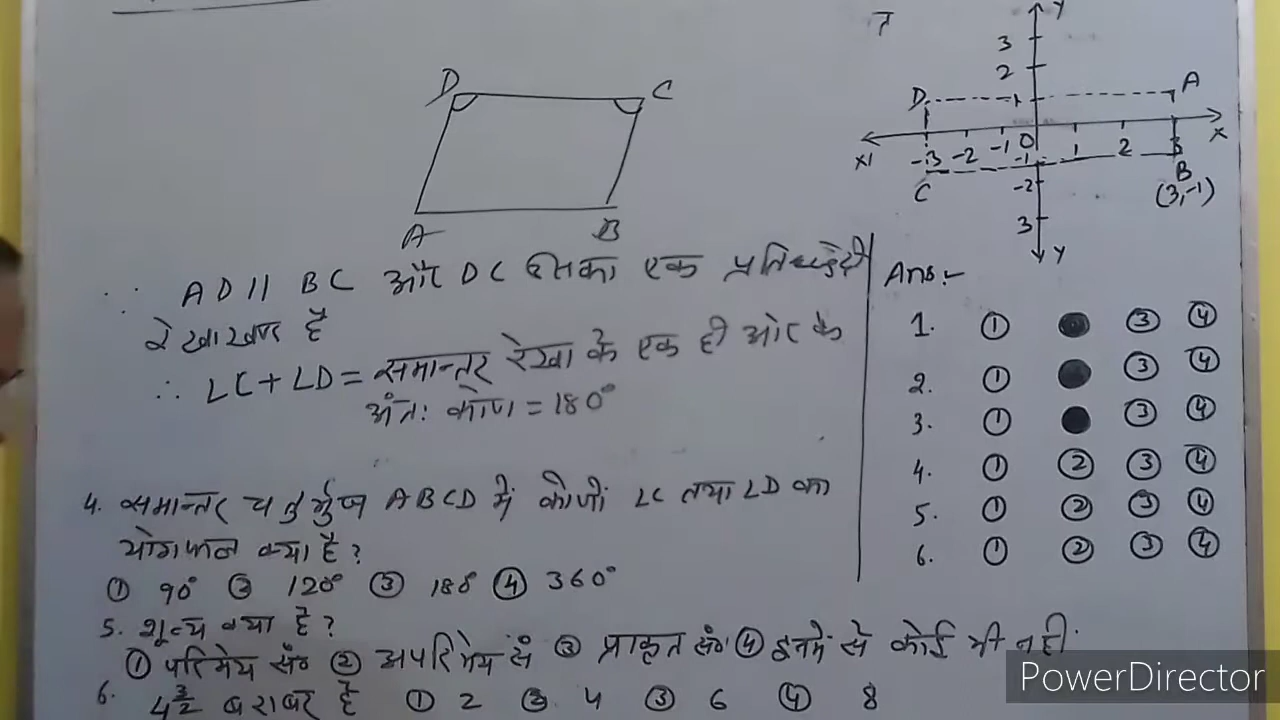 D C
A B
∵ AD || BC और DC इसका एक प्रतिच्छेदी
रेखाखण्ड है
∴ ∠C + ∠D = समान्तर रेखा के एक ही ओर के
अंतः कोण = 180°
4. समान्तर चतुर्भुज ABCD में कोणों ∠C तथा ∠D का
योगफल क्या है?
① 90° ② 120° ③ 180° ④ 360°
5. शून्य क्या है?
① परिमेय सं० ② अपरिमेय सं ③ प्राकृत सं० ④ इनमें से कोई भी नहीं
6. 4^3/2 बराबर है ① 2 ② 4 ③ 6 ④ 8
Y
3
2
D 1 A
X1 -3 -2 -1 0 1 2 3 X
-1
C -2 B
(3,-1)
3
Y
Ans:-
1. ① ③ ④
2. ① ③ ④
3. ① ③ ④
4. ① ② ③ ④
5. ① ② ③ ④
6. ① ② ③ ④
PowerDirector